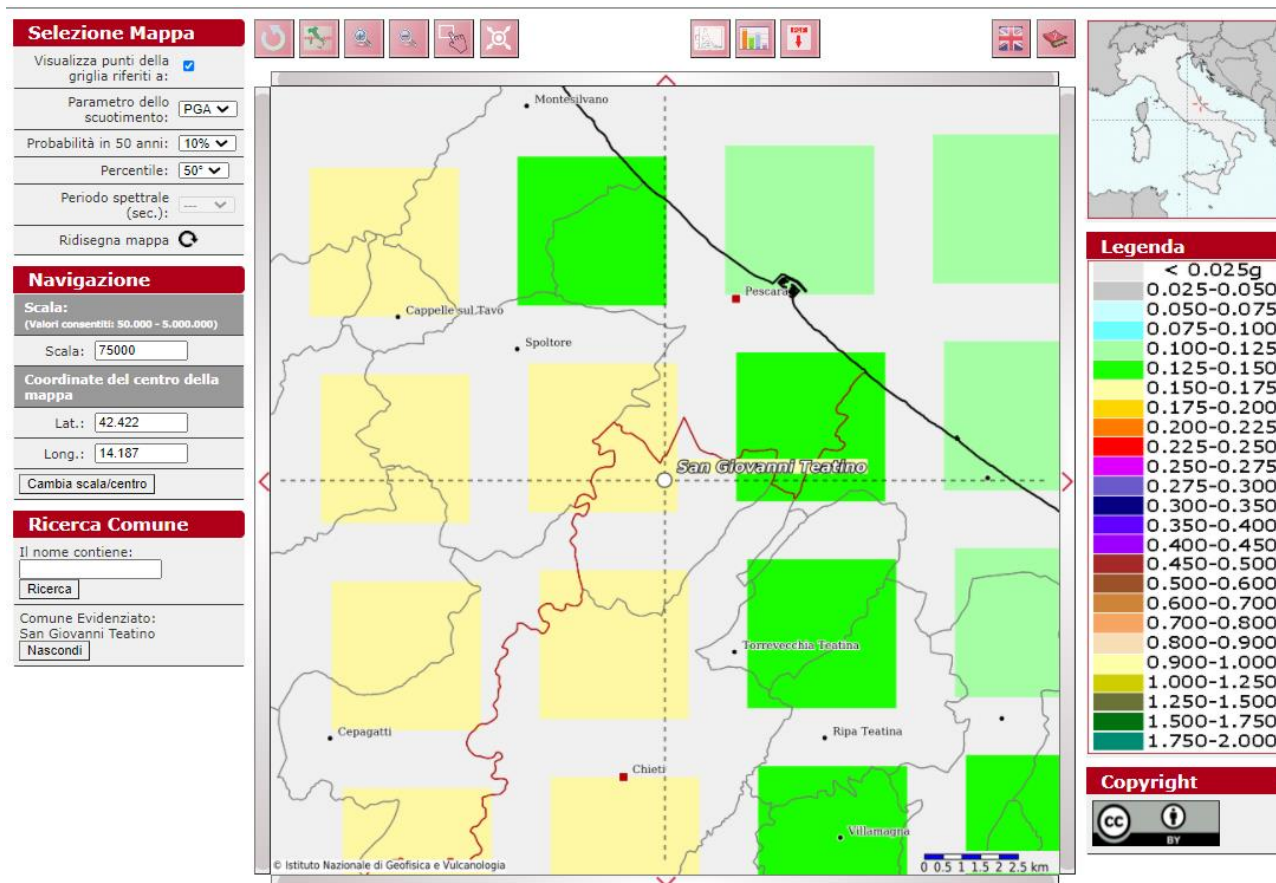 Selezione Mappa
Visualizza punti della
griglia riferiti a:
Parametro dello
scuotimento:
PGA
Probabilità in 50 anni:
10%
Percentile:
50°
Periodo spettrale
(sec.):
---
Ridisegna mappa
Navigazione
Scala:
(Valori consentiti: 50.000 - 5.000.000)
Scala:
75000
Coordinate del centro della
mappa
Lat.:
42.422
Long.:
14.187
Cambia scala/centro
Ricerca Comune
Il nome contiene:
Ricerca
Comune Evidenziato:
San Giovanni Teatino
Nascondi
PDF
Montesilvano
Pescara
Cappelle sul Tavo
Spoltore
San Giovanni Teatino
Torrevecchia Teatina
Cepagatti
Ripa Teatina
Chieti
Villamagna
© Istituto Nazionale di Geofisica e Vulcanologia
0 0.5 1 1.5 2 2.5 km
Legenda
< 0.025g
0.025-0.050
0.050-0.075
0.075-0.100
0.100-0.125
0.125-0.150
0.150-0.175
0.175-0.200
0.200-0.225
0.225-0.250
0.250-0.275
0.275-0.300
0.300-0.350
0.350-0.400
0.400-0.450
0.450-0.500
0.500-0.600
0.600-0.700
0.700-0.800
0.800-0.900
0.900-1.000
1.000-1.250
1.250-1.500
1.500-1.750
1.750-2.000
Copyright
cc
BY